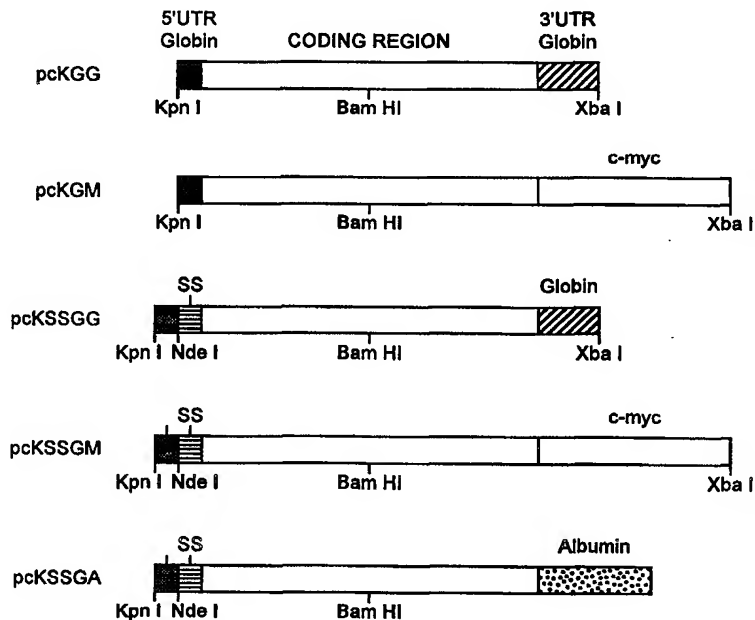 5'UTR
Globin
CODING REGION
3'UTR
Globin
pcKGG
Kpn I
Bam HI
Xba I
c-myc
pcKGM
Kpn I
Bam HI
Xba I
SS
Globin
pcKSSGG
Kpn I
Nde I
Bam HI
Xba I
SS
c-myc
pcKSSGM
Kpn I
Nde I
Bam HI
Xba I
SS
Albumin
pcKSSGA
Kpn I
Nde I
Bam HI